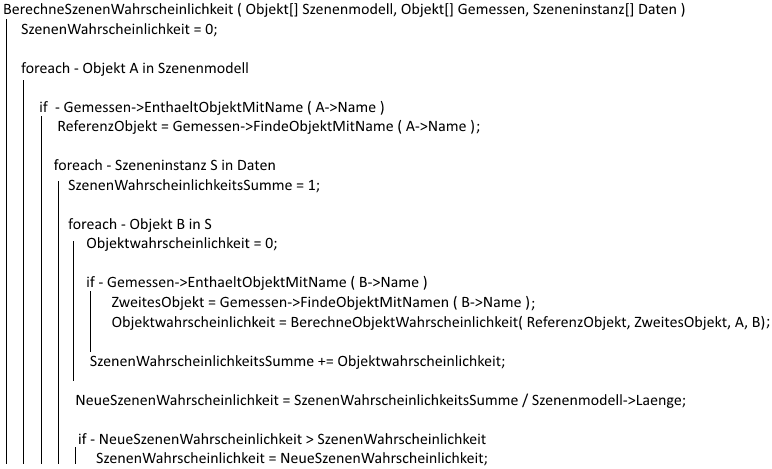 BerechneSzenenWahrscheinlichkeit ( Objekt[] Szenenmodell, Objekt[] Gemessen, Szeneninstanz[] Daten )
SzenenWahrscheinlichkeit = 0;
foreach - Objekt A in Szenenmodell
if - Gemessen->EnthaeltObjektMitName ( A->Name )
ReferenzObjekt = Gemessen->FindeObjektMitName ( A->Name );
foreach - Szeneninstanz S in Daten
SzenenWahrscheinlichkeitsSumme = 1;
foreach - Objekt B in S
Objektwahrscheinlichkeit = 0;
if - Gemessen->EnthaeltObjektMitName ( B->Name )
ZweitesObjekt = Gemessen->FindeObjektMitNamen ( B->Name );
Objektwahrscheinlichkeit = BerechneObjektWahrscheinlichkeit( ReferenzObjekt, ZweitesObjekt, A, B);
SzenenWahrscheinlichkeitsSumme += Objektwahrscheinlichkeit;
NeueSzenenWahrscheinlichkeit = SzenenWahrscheinlichkeitsSumme / Szenenmodell->Laenge;
if - NeueSzenenWahrscheinlichkeit > SzenenWahrscheinlichkeit
SzenenWahrscheinlichkeit = NeueSzenenWahrscheinlichkeit;